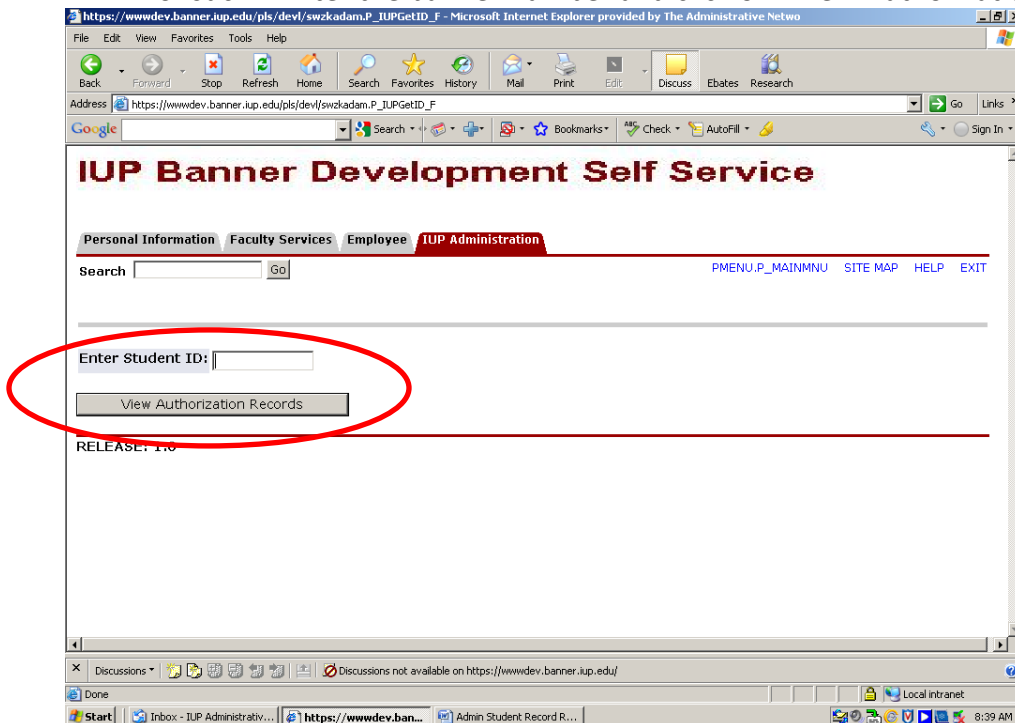 https://wwwdev.banner.iup.edu/pls/devl/swzkadam.P_IUPGetID_F - Microsoft Internet Explorer provided by The Administrative Netwo
File Edit View Favorites Tools Help
Back Forward Stop Refresh Home Search Favorites History Mail Print Edit Discuss Ebates Research
Address https://wwwdev.banner.iup.edu/pls/devl/swzkadam.P_IUPGetID_F Go Links
Google Search Bookmarks Check AutoFill Sign In
IUP Banner Development Self Service
Personal Information Faculty Services Employee IUP Administration
Search Go PMENU.P_MAINMNU SITE MAP HELP EXIT
Enter Student ID:
View Authorization Records
RELEASE: 1.0
Discussions Discussions not available on https://wwwdev.banner.iup.edu/
Done Local intranet
Start Inbox - IUP Administrativ... https://wwwdev.ban... Admin Student Record R... 8:39 AM